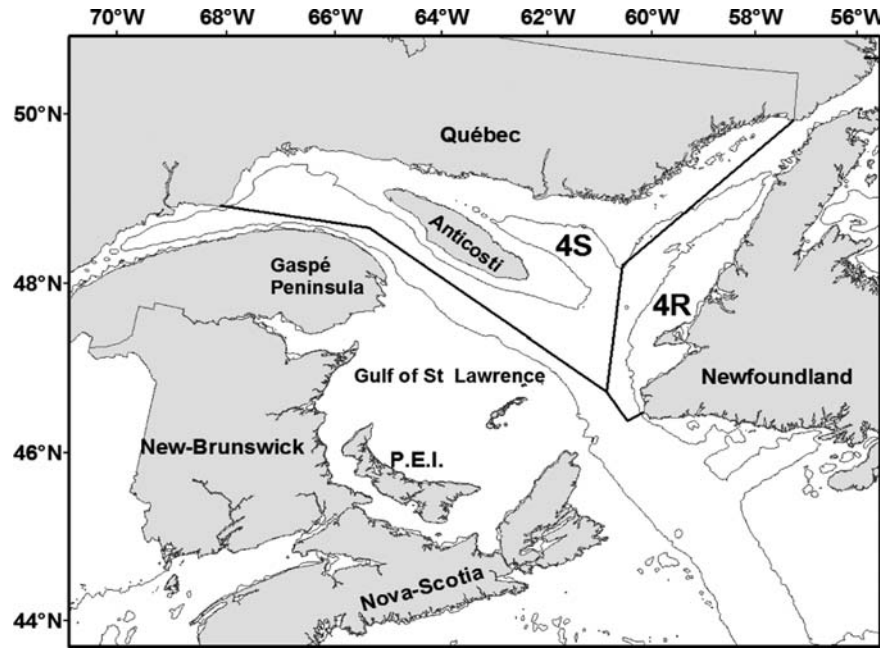 70°W 68°W 66°W 64°W 62°W 60°W 58°W 56°W
50°N
Québec
Anticosti
4S
48°N
Gaspé
Peninsula
4R
Gulf of St Lawrence
Newfoundland
46°N
New-Brunswick
P.E.I.
Nova-Scotia
44°N